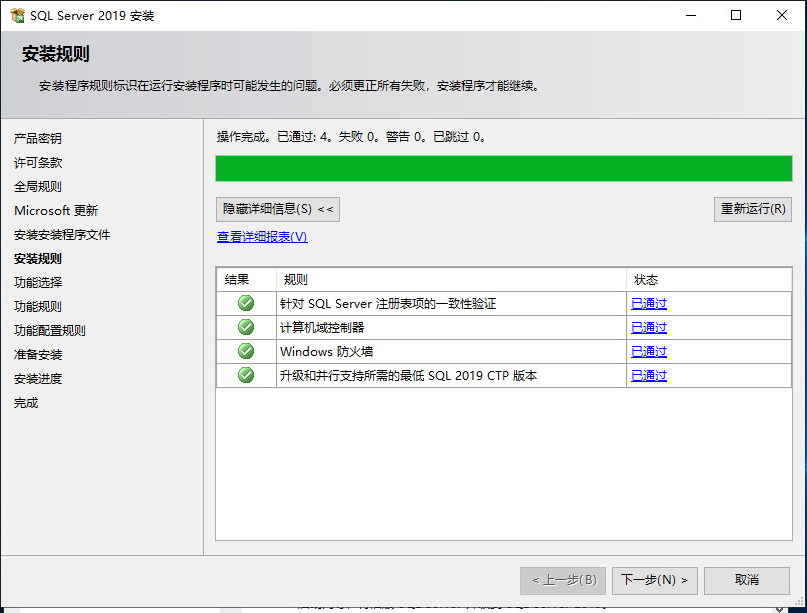 SQL Server 2019 安装
安装规则
安装程序规则标识在运行安装程序时可能发生的问题。必须更正所有失败，安装程序才能继续。
产品密钥
许可条款
全局规则
Microsoft 更新
安装安装程序文件
安装规则
功能选择
功能规则
功能配置规则
准备安装
安装进度
完成
操作完成。已通过: 4。失败 0。警告 0。已跳过 0。
隐藏详细信息(S) << 重新运行(R)
查看详细报表(V)
结果 规则 状态
针对 SQL Server 注册表项的一致性验证 已通过
计算机域控制器 已通过
Windows 防火墙 已通过
升级和并行支持所需的最低 SQL 2019 CTP 版本 已通过
< 上一步(B) 下一步(N) > 取消